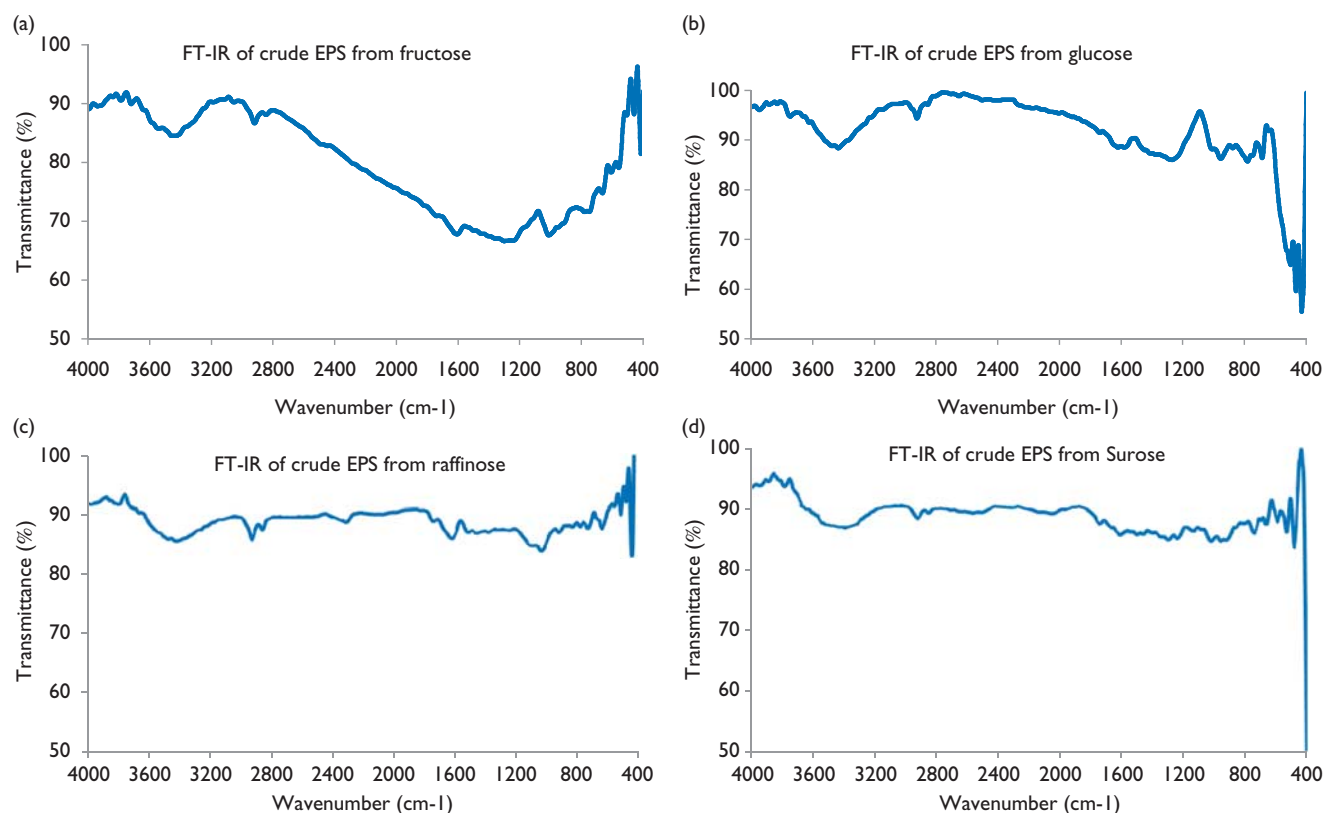 (a)
FT-IR of crude EPS from fructose
Transmittance (%)
100
90
80
70
60
50
4000 3600 3200 2800 2400 2000 1600 1200 800 400
Wavenumber (cm-1)
(b)
FT-IR of crude EPS from glucose
Transmittance (%)
100
90
80
70
60
50
4000 3600 3200 2800 2400 2000 1600 1200 800 400
Wavenumber (cm-1)
(c)
FT-IR of crude EPS from raffinose
Transmittance (%)
100
90
80
70
60
50
4000 3600 3200 2800 2400 2000 1600 1200 800 400
Wavenumber (cm-1)
(d)
FT-IR of crude EPS from Surose
Transmittance (%)
100
90
80
70
60
50
4000 3600 3200 2800 2400 2000 1600 1200 800 400
Wavenumber (cm-1)